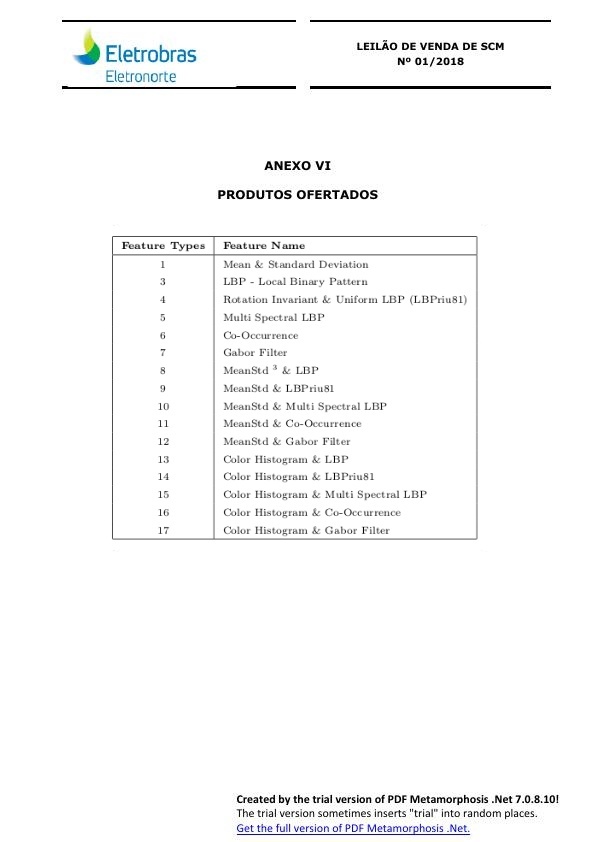 Eletrobras
Eletronorte
LEILÃO DE VENDA DE SCM
Nº 01/2018
ANEXO VI
PRODUTOS OFERTADOS
Feature Types Feature Name
1 Mean & Standard Deviation
3 LBP - Local Binary Pattern
4 Rotation Invariant & Uniform LBP (LBPriu81)
5 Multi Spectral LBP
6 Co-Occurrence
7 Gabor Filter
8 MeanStd ³ & LBP
9 MeanStd & LBPriu81
10 MeanStd & Multi Spectral LBP
11 MeanStd & Co-Occurrence
12 MeanStd & Gabor Filter
13 Color Histogram & LBP
14 Color Histogram & LBPriu81
15 Color Histogram & Multi Spectral LBP
16 Color Histogram & Co-Occurrence
17 Color Histogram & Gabor Filter
Created by the trial version of PDF Metamorphosis .Net 7.0.8.10!
The trial version sometimes inserts "trial" into random places.
Get the full version of PDF Metamorphosis .Net.